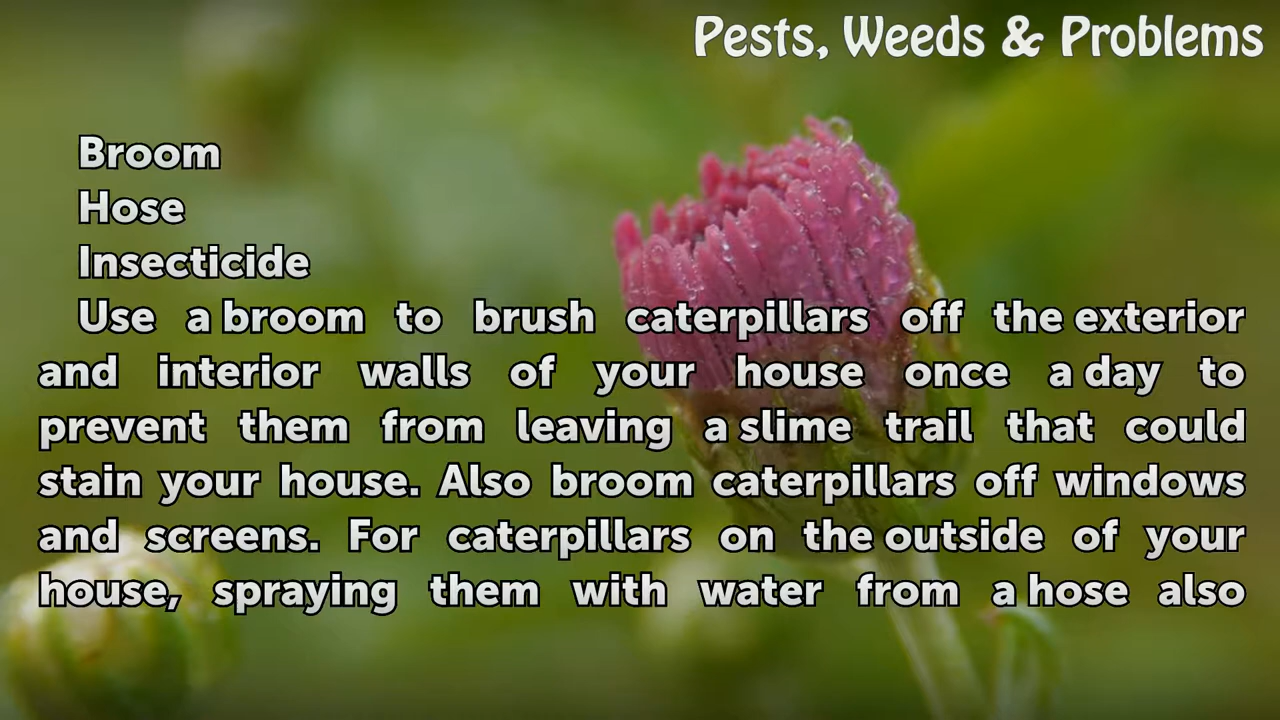 Pests, Weeds & Problems
Broom
Hose
Insecticide
Use a broom to brush caterpillars off the exterior
and interior walls of your house once a day to
prevent them from leaving a slime trail that could
stain your house. Also broom caterpillars off windows
and screens. For caterpillars on the outside of your
house, spraying them with water from a hose also